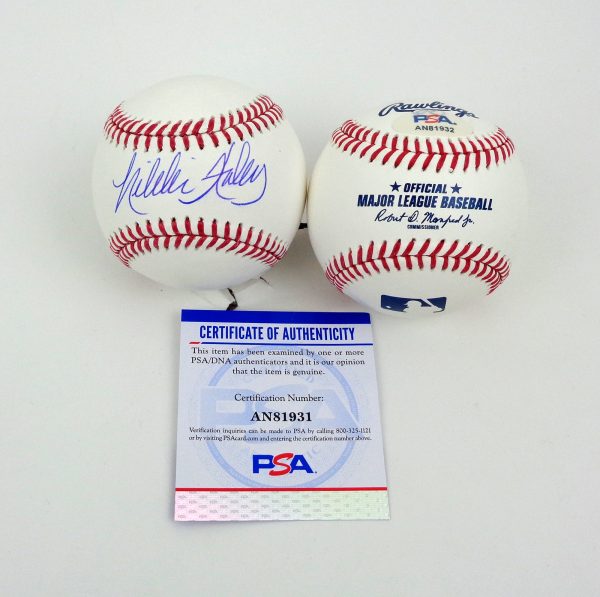 Nikki Haley
Rawlings
PSA
AN81932
OFFICIAL
MAJOR LEAGUE BASEBALL
Robert D. Manfred Jr.
COMMISSIONER
CERTIFICATE OF AUTHENTICITY
This item has been examined by one or more
PSA/DNA authenticators and it is our opinion
that the item is genuine.
Certification Number:
AN81931
Verification inquiries can be made to PSA by calling 800-325-1121
or by visiting PSAcard.com and entering the certification number above.
PSA